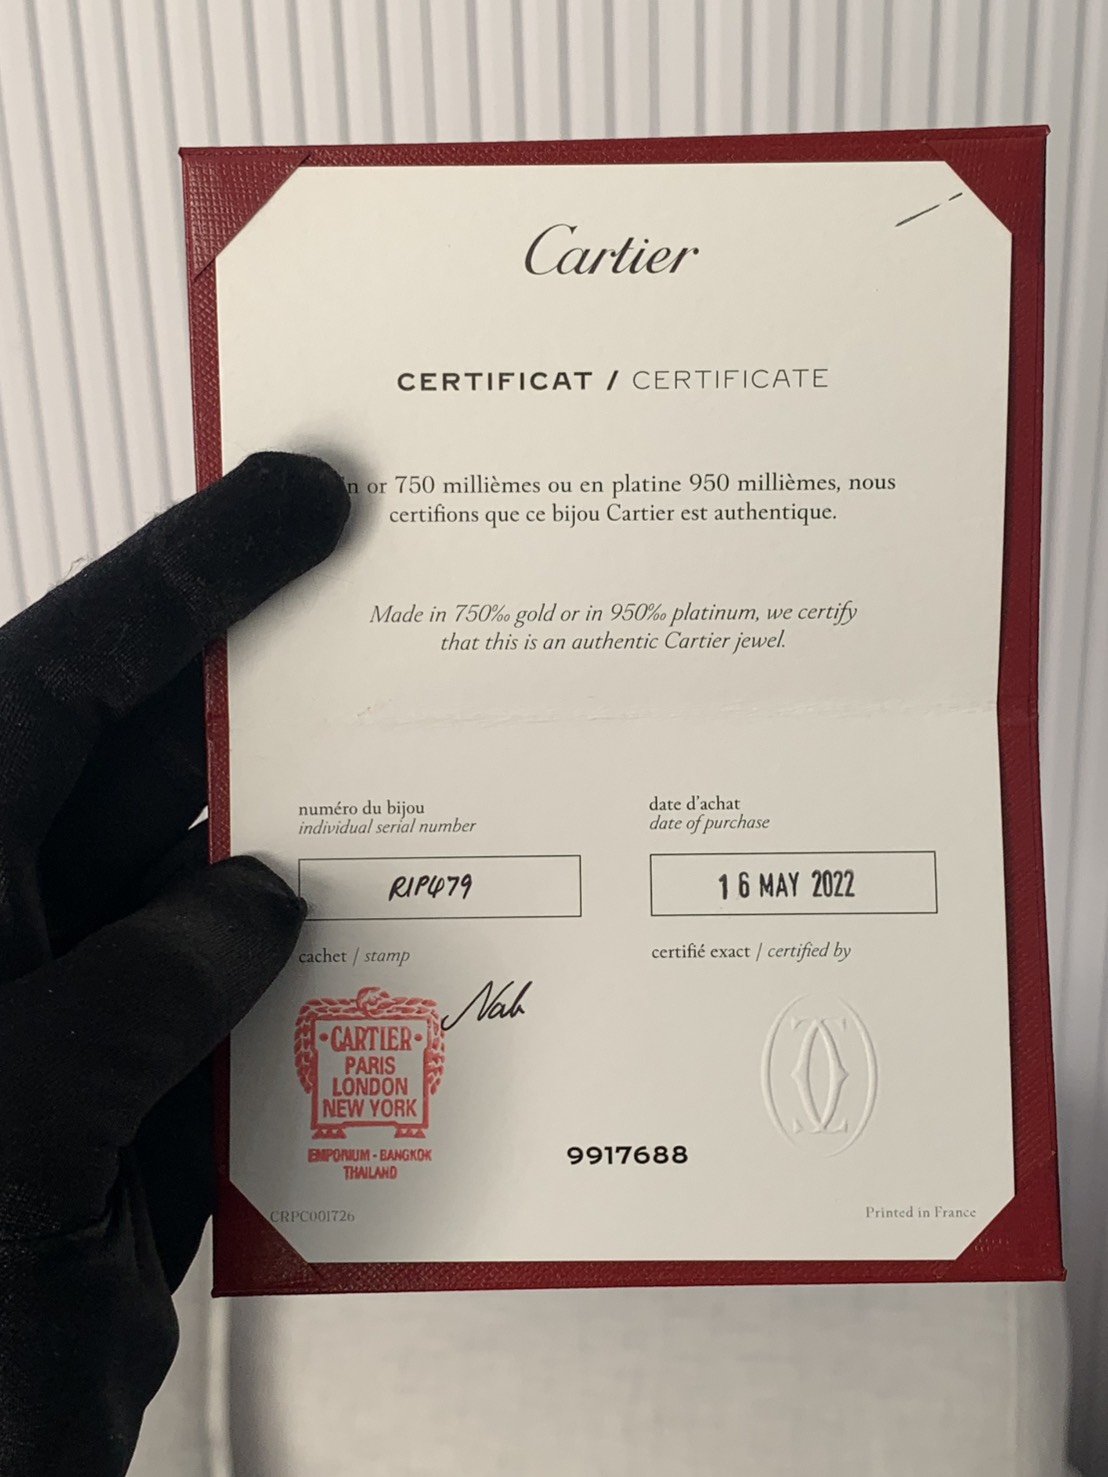 Cartier
CERTIFICAT / CERTIFICATE
or 750 millièmes ou en platine 950 millièmes, nous
certifions que ce bijou Cartier est authentique.
Made in 750‰ gold or in 950‰ platinum, we certify
that this is an authentic Cartier jewel.
numéro du bijou
individual serial number
RIP479
date d'achat
date of purchase
16 MAY 2022
cachet / stamp
certifié exact / certified by
Nah
CARTIER
PARIS
LONDON
NEW YORK
EMPORIUM - BANGKOK
THAILAND
9917688
CRPC001726
Printed in France